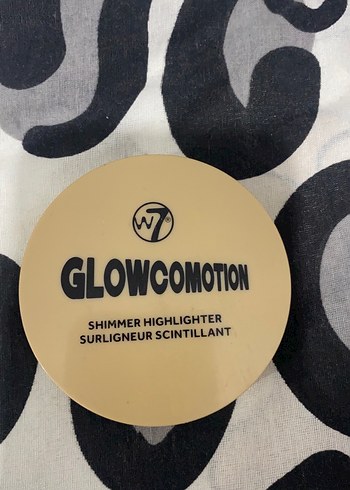 W7
GLOWCOMOTION
SHIMMER HIGHLIGHTER
SURLIGNEUR SCINTILLANT